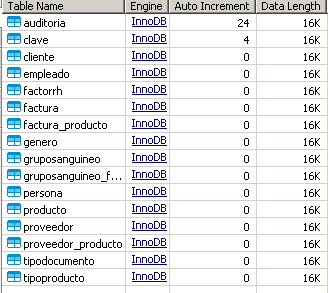 Table Name Engine Auto Increment Data Length
auditoria InnoDB 24 16K
clave InnoDB 4 16K
cliente InnoDB 0 16K
empleado InnoDB 0 16K
factorrh InnoDB 0 16K
factura InnoDB 0 16K
factura_producto InnoDB 0 16K
genero InnoDB 0 16K
gruposanguineo InnoDB 0 16K
gruposanguineo_f... InnoDB 0 16K
persona InnoDB 0 16K
producto InnoDB 0 16K
proveedor InnoDB 0 16K
proveedor_producto InnoDB 0 16K
tipodocumento InnoDB 0 16K
tipoproducto InnoDB 0 16K